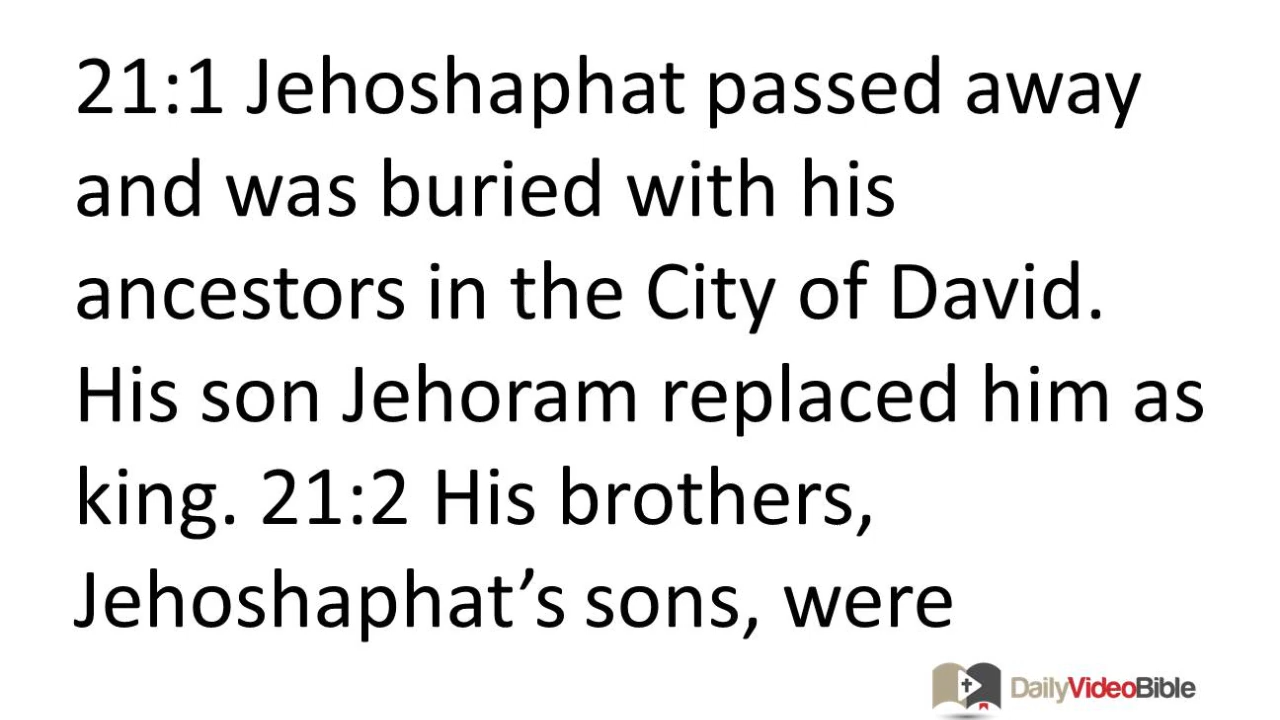 21:1 Jehoshaphat passed away
and was buried with his
ancestors in the City of David.
His son Jehoram replaced him as
king. 21:2 His brothers,
Jehoshaphat’s sons, were
DailyVideoBible